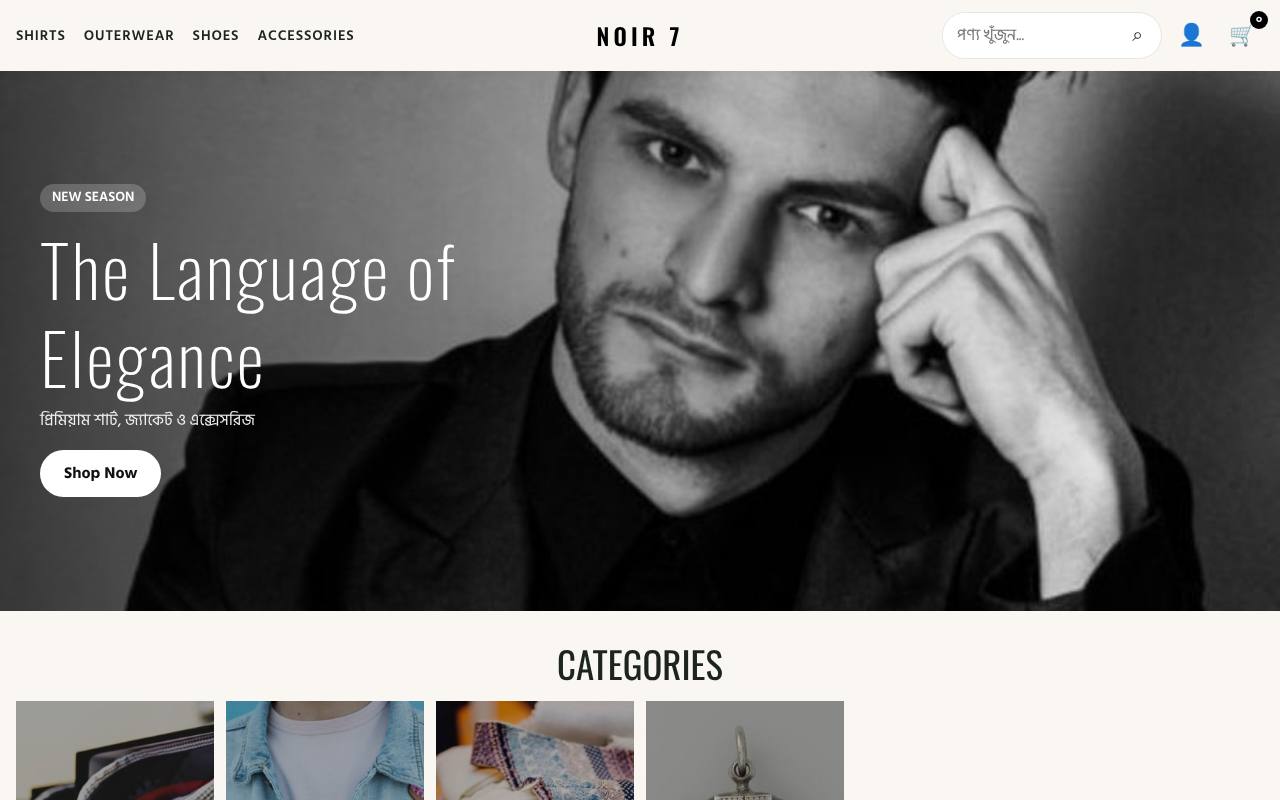 SHIRTS OUTERWEAR SHOES ACCESSORIES
NOIR 7
পণ্য খুঁজুন...
0
NEW SEASON
The Language of
Elegance
প্রিমিয়াম শার্ট, জ্যাকেট ও এক্সেসরিজ
Shop Now
CATEGORIES